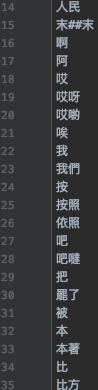 14 人民
15 末##末
16 啊
17 阿
18 哎
19 哎呀
20 哎喲
21 唉
22 我
23 我們
24 按
25 按照
26 依照
27 吧
28 吧噠
29 把
30 罷了
31 被
32 本
33 本著
34 比
35 比方